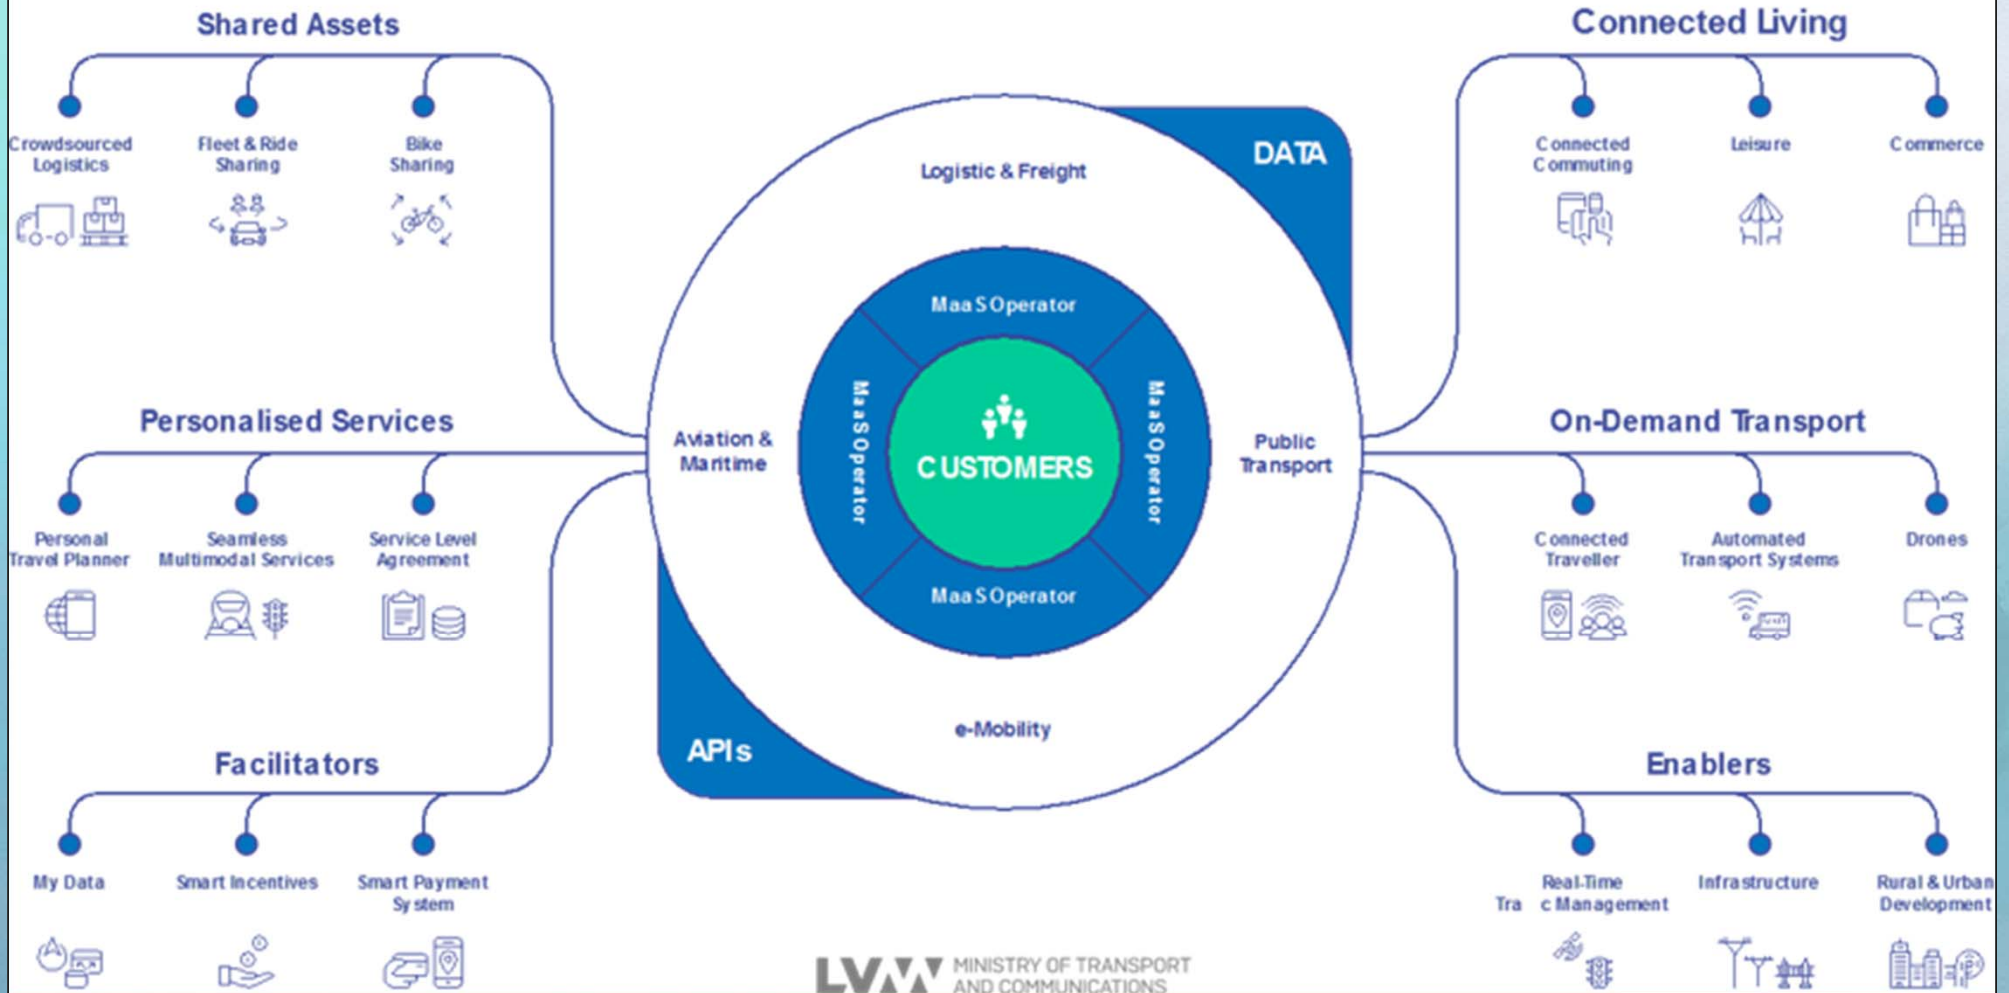 Shared Assets
Crowdsourced
Logistics
Fleet & Ride
Sharing
Bike
Sharing
Personalised Services
Personal
Travel Planner
Seamless
Multimodal Services
Service Level
Agreement
Facilitators
My Data
Smart Incentives
Smart Payment
System
DATA
Logistic & Freight
MaaS Operator
MaaS Operator
CUSTOMERS
MaaS Operator
MaaS Operator
Aviation &
Maritime
Public
Transport
e-Mobility
APIs
LVM MINISTRY OF TRANSPORT
AND COMMUNICATIONS
Connected Living
Connected
Commuting
Leisure
Commerce
On-Demand Transport
Connected
Traveller
Automated
Transport Systems
Drones
Enablers
Real-Time
Tra c Management
Infrastructure
Rural & Urban
Development